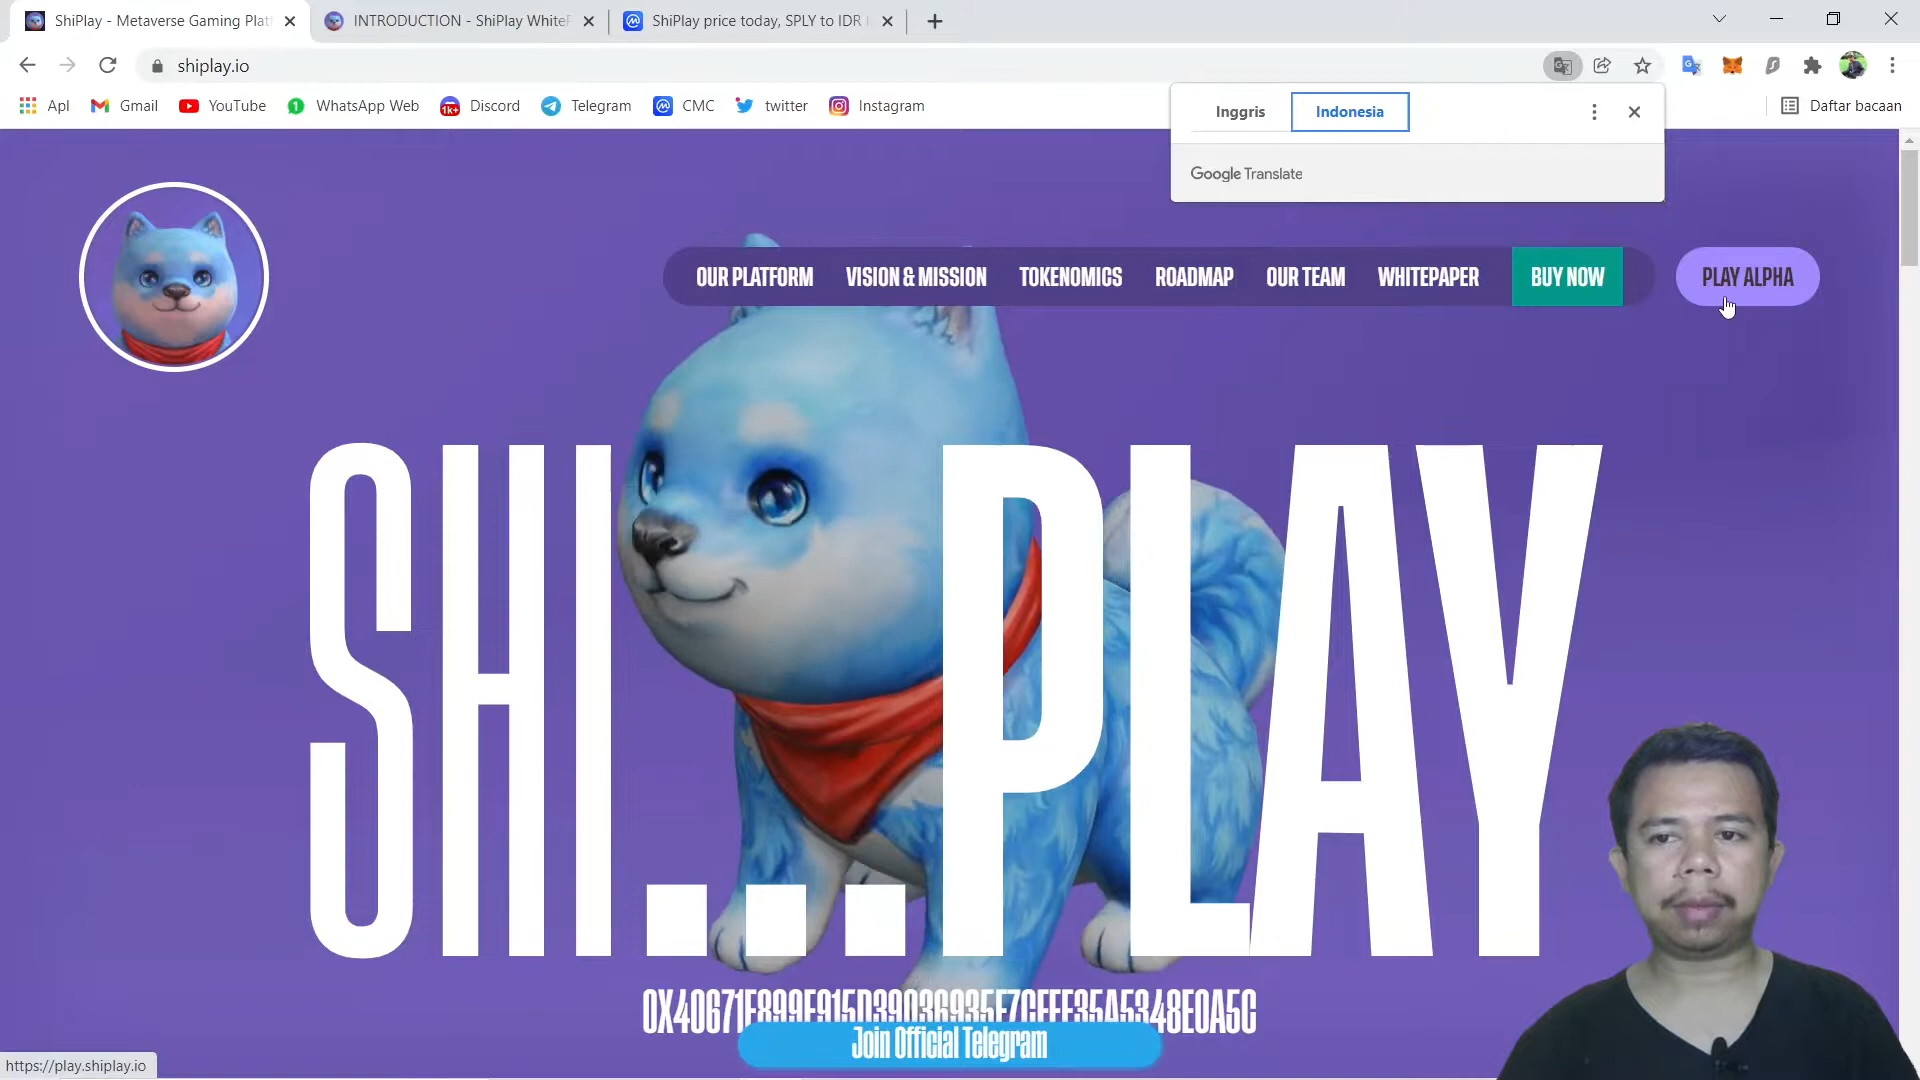 ShiPlay - Metaverse Gaming Plat
INTRODUCTION - ShiPlay WhiteP
ShiPlay price today, SPLY to IDR
shiplay.io
Apl
Gmail
YouTube
WhatsApp Web
1K+
Discord
Telegram
CMC
twitter
Instagram
Daftar bacaan
Inggris
Indonesia
Google Translate
OUR PLATFORM
VISION & MISSION
TOKENOMICS
ROADMAP
OUR TEAM
WHITEPAPER
BUY NOW
PLAY ALPHA
SHI...PLAY
Join Official Telegram
https://play.shiplay.io